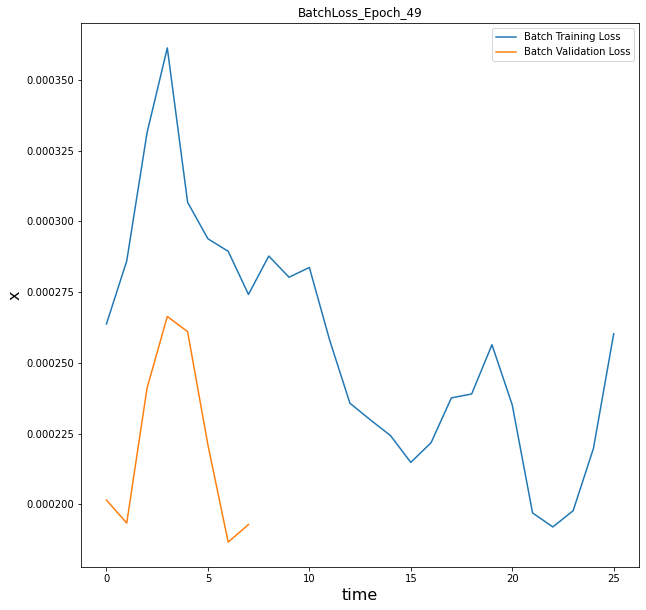 BatchLoss_Epoch_49
Batch Training Loss
Batch Validation Loss
0.000350
0.000325
0.000300
0.000275
0.000250
0.000225
0.000200
x
0 5 10 15 20 25
time